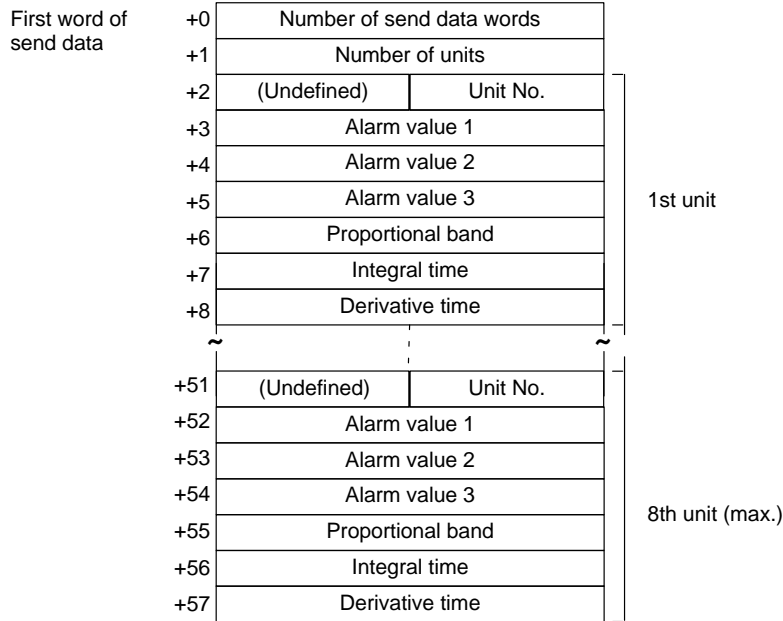 First word of
send data
+0 Number of send data words
+1 Number of units
+2 (Undefined) Unit No.
+3 Alarm value 1
+4 Alarm value 2
+5 Alarm value 3
+6 Proportional band
+7 Integral time
+8 Derivative time
1st unit
~ ~
+51 (Undefined) Unit No.
+52 Alarm value 1
+53 Alarm value 2
+54 Alarm value 3
+55 Proportional band
+56 Integral time
+57 Derivative time
8th unit (max.)